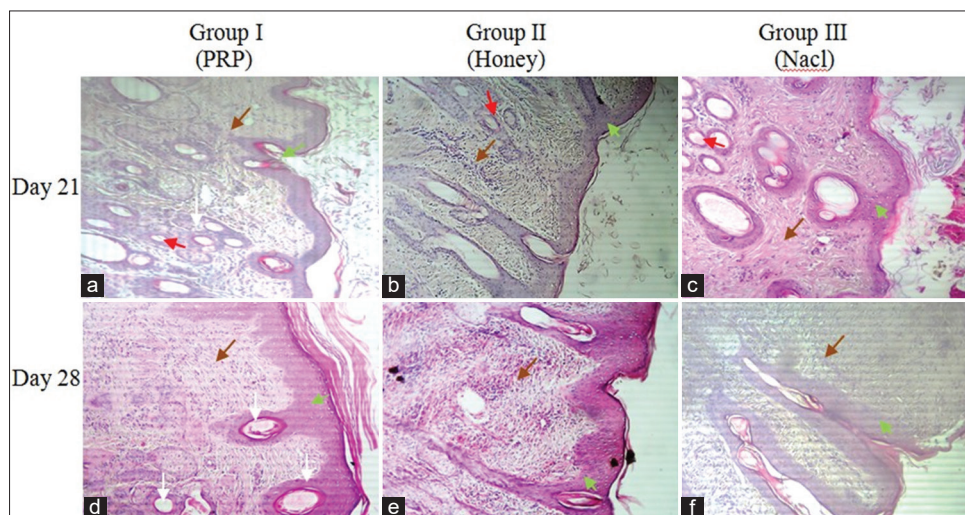 Group I Group II Group III
(PRP) (Honey) (Nacl)
Day 21
a b c
Day 28
d e f